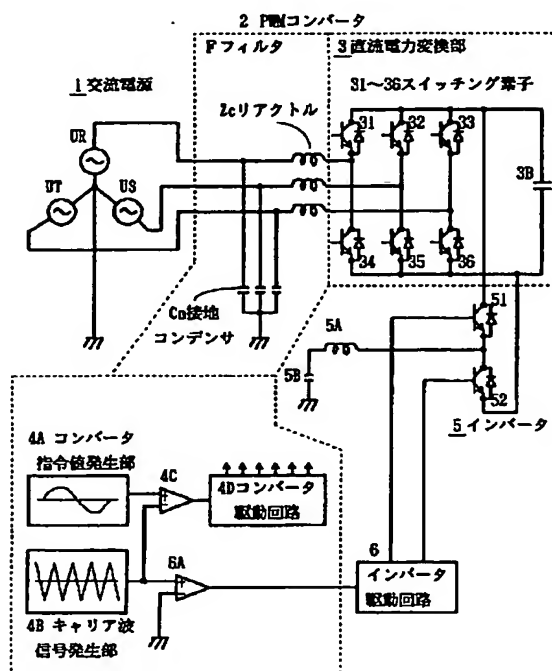 2 PWMコンバータ
Fフィルタ
3直流電力変換部
1交流電源
31～36スイッチング素子
Zcリアクトル
UR
31
32
33
UT
US
3B
34
35
36
Cn接地
コンデンサ
51
5A
5B
52
5インバータ
4A コンバータ
指令値発生部
4C
4Dコンバータ
駆動回路
6
6A
インバータ
駆動回路
4B キャリア波
信号発生部